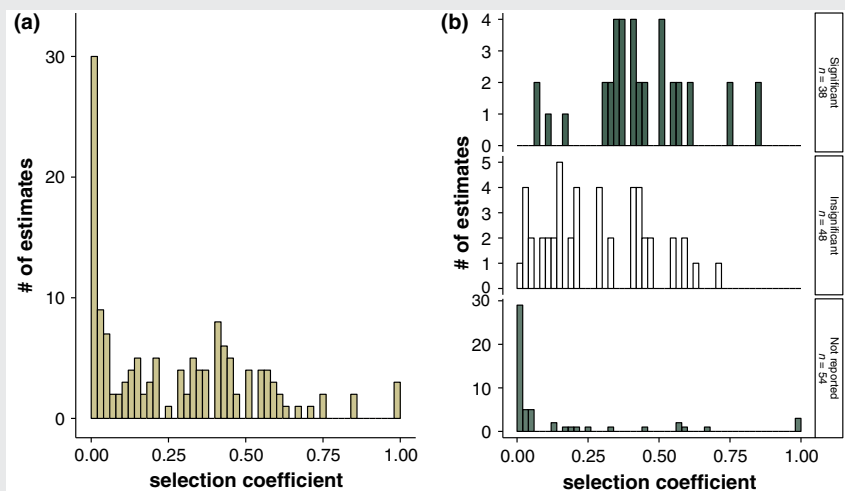 (a)
30
20
10
0
# of estimates
0.00 0.25 0.50 0.75 1.00
selection coefficient
(b)
4
3
2
1
0
Significant
n = 38
5
4
3
2
1
0
Insignificant
n = 48
30
20
10
0
Not reported
n = 54
# of estimates
0.00 0.25 0.50 0.75 1.00
selection coefficient